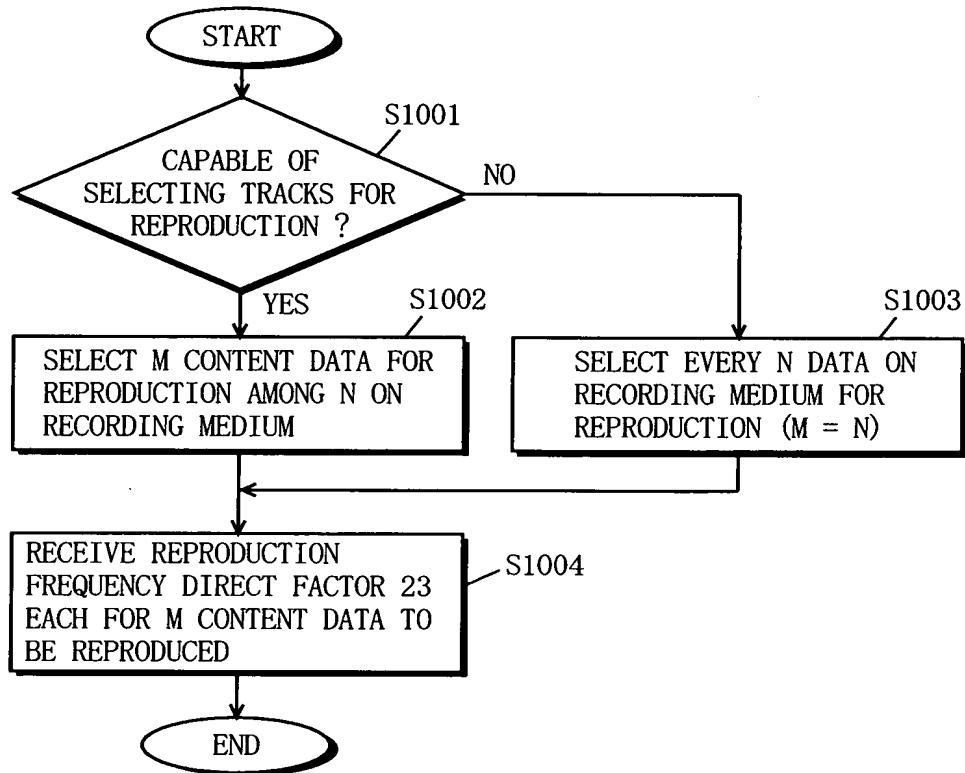 START
S1001
CAPABLE OF
SELECTING TRACKS FOR
REPRODUCTION ?
NO
YES
S1002
SELECT M CONTENT DATA FOR
REPRODUCTION AMONG N ON
RECORDING MEDIUM
S1003
SELECT EVERY N DATA ON
RECORDING MEDIUM FOR
REPRODUCTION (M = N)
RECEIVE REPRODUCTION
FREQUENCY DIRECT FACTOR 23
EACH FOR M CONTENT DATA TO
BE REPRODUCED
S1004
END